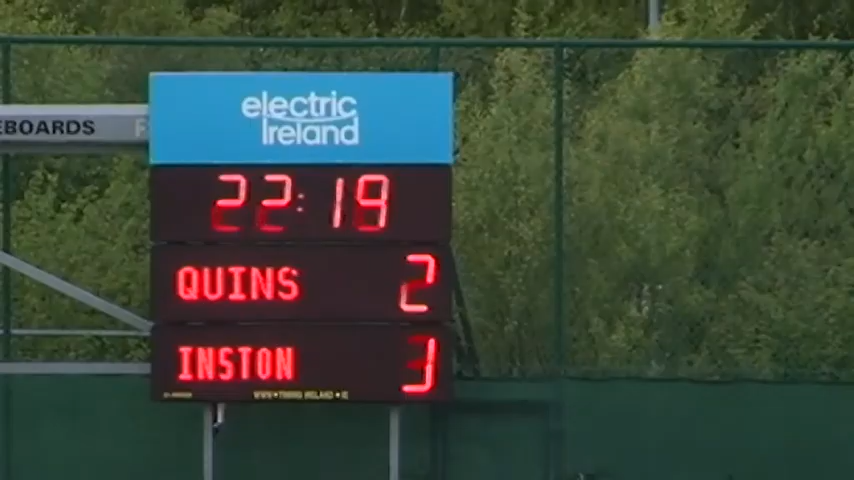 EBOARDS
electric
Ireland
22:19
QUINS 2
INSTON 3